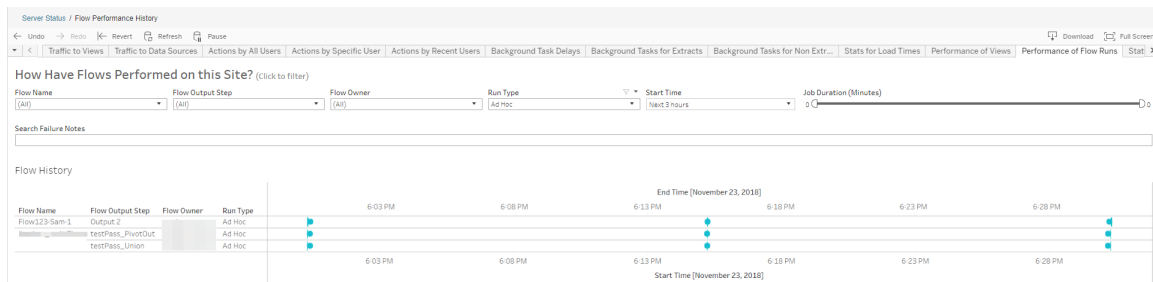 Server Status / Flow Performance History
Undo Redo Revert Refresh Pause Download Full Screen
Traffic to Views Traffic to Data Sources Actions by All Users Actions by Specific User Actions by Recent Users Background Task Delays Background Tasks for Extracts Background Tasks for Non Extr... Stats for Load Times Performance of Views Performance of Flow Runs Stat
How Have Flows Performed on this Site? (Click to filter)
Flow Name Flow Output Step Flow Owner Run Type Start Time Job Duration (Minutes)
(All) (All) (All) Ad Hoc Next 3 hours 0 0
Search Failure Notes
Flow History
End Time [November 23, 2018]
6:03 PM 6:08 PM 6:13 PM 6:18 PM 6:23 PM 6:28 PM
Flow Name Flow Output Step Flow Owner Run Type
Flow123-Sam-1 Output 2 Ad Hoc
testPass_PivotOut Ad Hoc
testPass_Union Ad Hoc
6:03 PM 6:08 PM 6:13 PM 6:18 PM 6:23 PM 6:28 PM
Start Time [November 23, 2018]